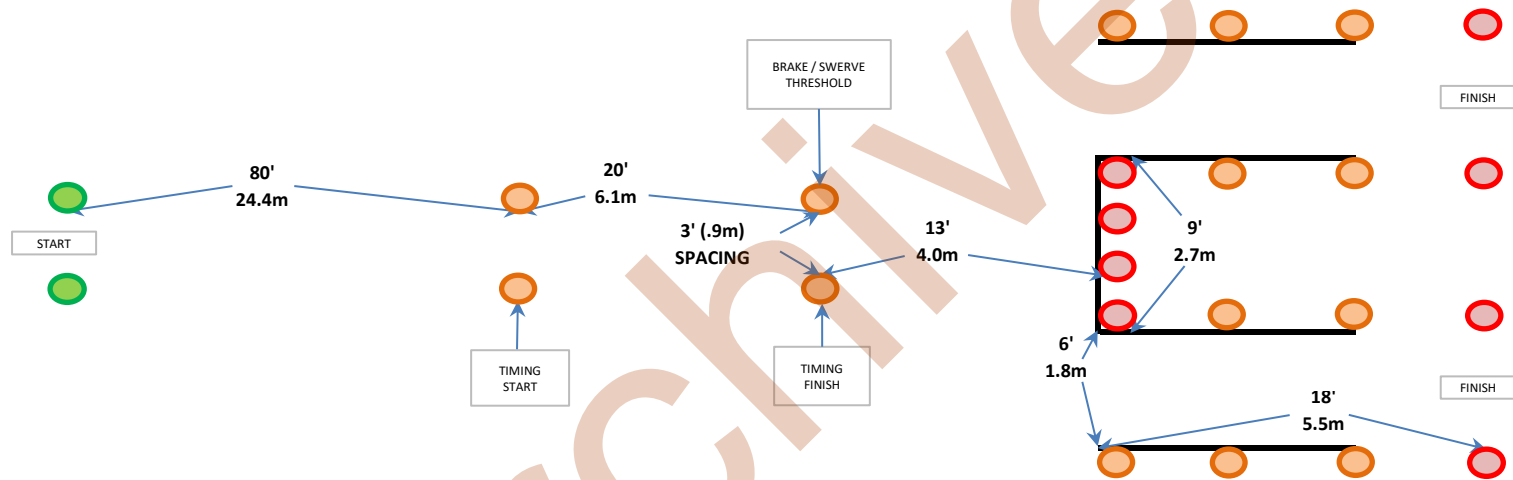 BRAKE / SWERVE
THRESHOLD
FINISH
80'
24.4m
20'
6.1m
START
3' (.9m)
SPACING
13'
4.0m
9'
2.7m
TIMING
START
TIMING
FINISH
6'
1.8m
FINISH
18'
5.5m